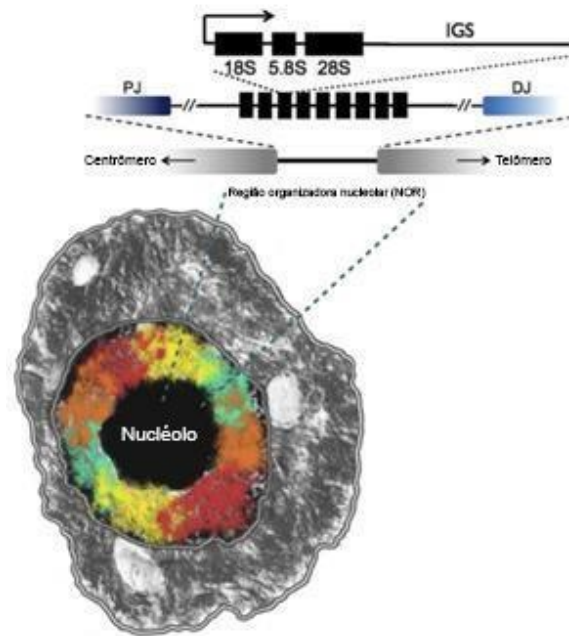 IGS
18S 5.8S 28S
PJ // // DJ
Centrômero Telômero
Região organizadora nucleolar (NOR)
Nucléolo